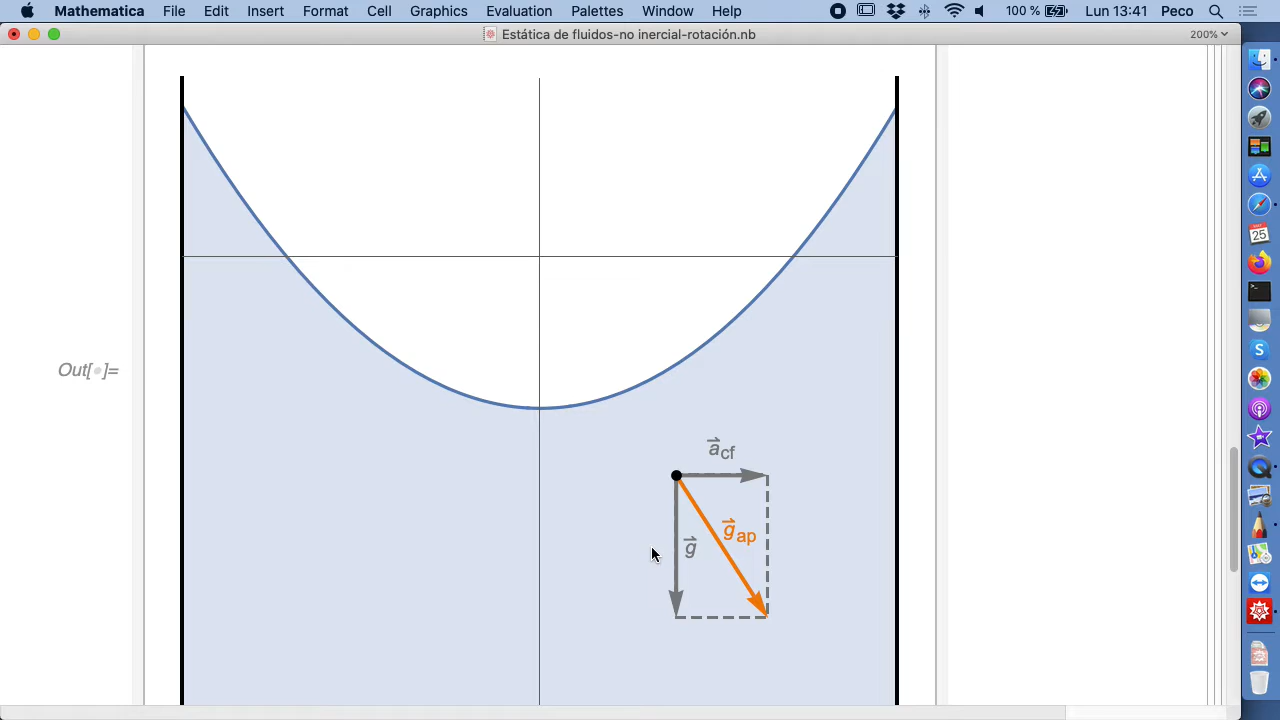 Mathematica File Edit Insert Format Cell Graphics Evaluation Palettes Window Help 100 % Lun 13:41 Peco
Estática de fluidos-no inercial-rotación.nb 200%
25
Out[ ]=
a⃗cf
g⃗ap
g⃗